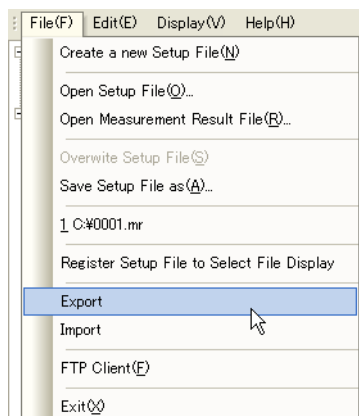 File(F) Edit(E) Display(V) Help(H)
Create a new Setup File(N)
Open Setup File(O)...
Open Measurement Result File(R)...
Overwite Setup File(S)
Save Setup File as(A)...
1 C:¥0001.mr
Register Setup File to Select File Display
Export
Import
FTP Client(F)
Exit(X)